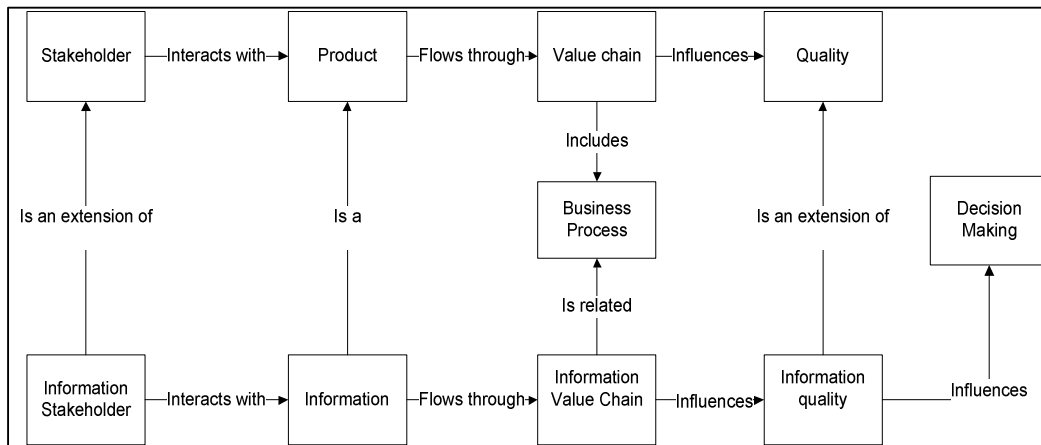 Stakeholder
Interacts with
Product
Flows through
Value chain
Influences
Quality
Includes
Is an extension of
Is a
Business
Process
Is an extension of
Decision
Making
Is related
Information
Stakeholder
Interacts with
Information
Flows through
Information
Value Chain
Influences
Information
quality
Influences